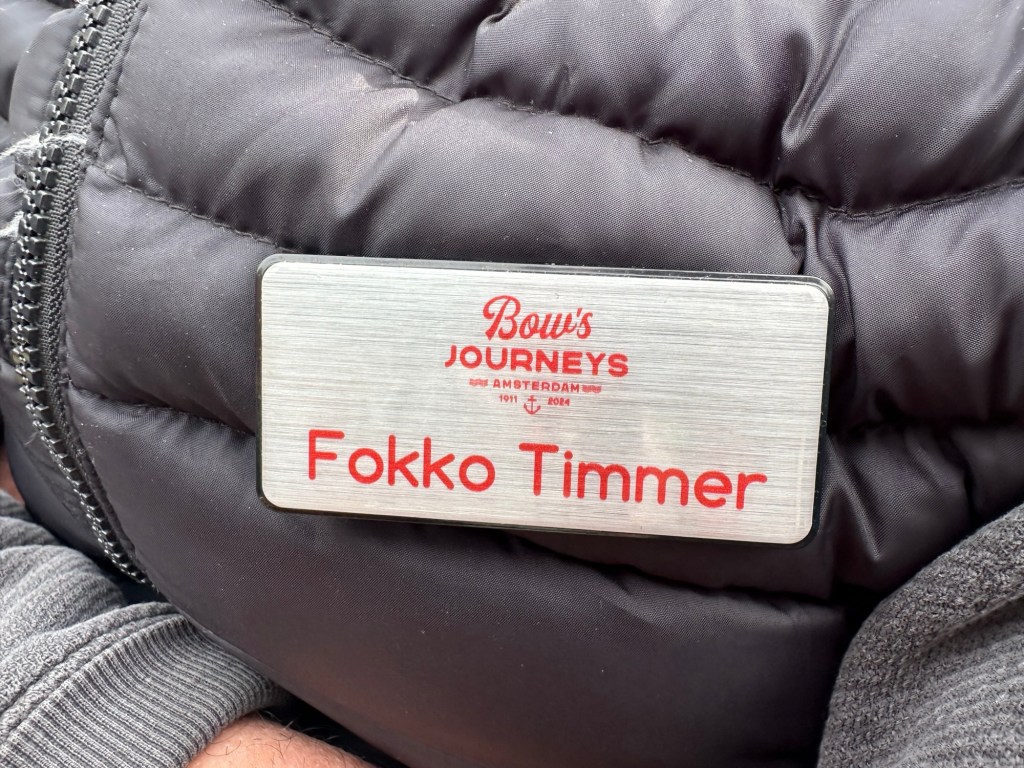 Bow's
JOURNEYS
AMSTERDAM
1911 2024
Fokko Timmer